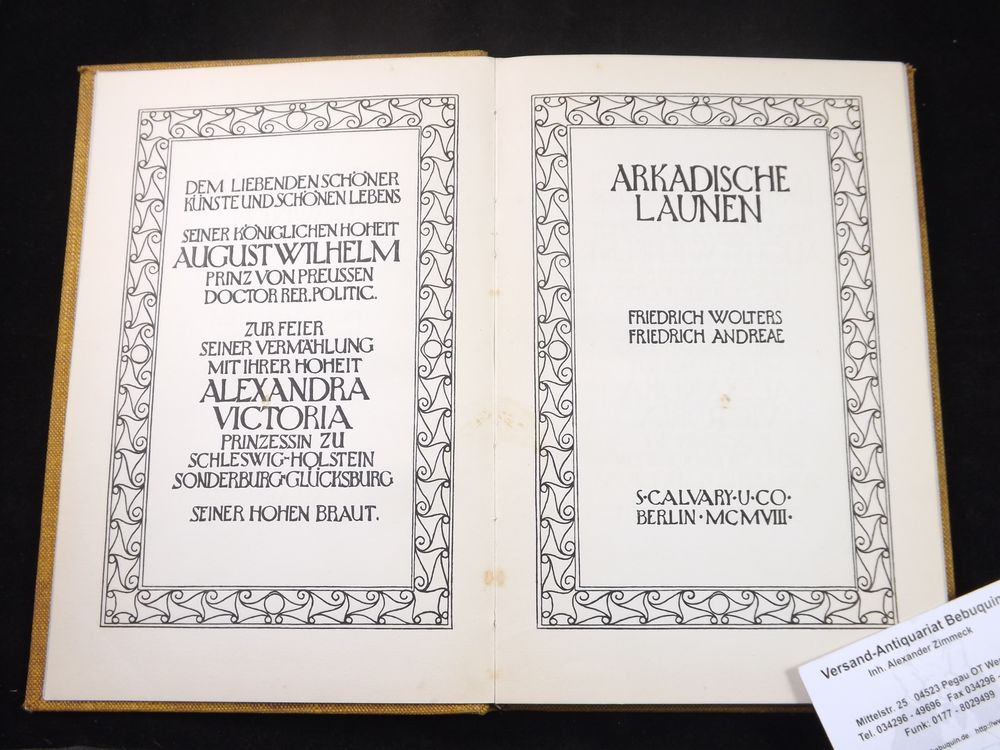 DEM LIEBENDEN SCHÖNER
KÜNSTE UND SCHÖNEN LEBENS
SEINER KÖNIGLICHEN HOHEIT
AUGUST WILHELM
PRINZ VON PREUSSEN
DOCTOR RER. POLITIC.
ZUR FEIER
SEINER VERMÄHLUNG
MIT IHRER HOHEIT
ALEXANDRA
VICTORIA
PRINZESSIN ZU
SCHLESWIG-HOLSTEIN
SONDERBURG-GLÜCKSBURG
SEINER HOHEN BRAUT.
ARKADISCHE
LAUNEN
FRIEDRICH WOLTERS
FRIEDRICH ANDREAE
S·CALVARY·U·CO·
BERLIN·MCMVIII·
Versand-Antiquariat Bebuquin
Inh. Alexander Zimmeck
Mittelstr. 25 04523 Pegau OT
Tel. 034296 - 49696 Fax 034296 -
Funk: 0177 - 8029499